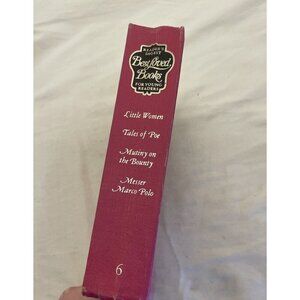 READER'S
DIGEST
Best Loved
Books
FOR YOUNG
READERS
Little Women
Tales of Poe
Mutiny on
the Bounty
Messer
Marco Polo
6